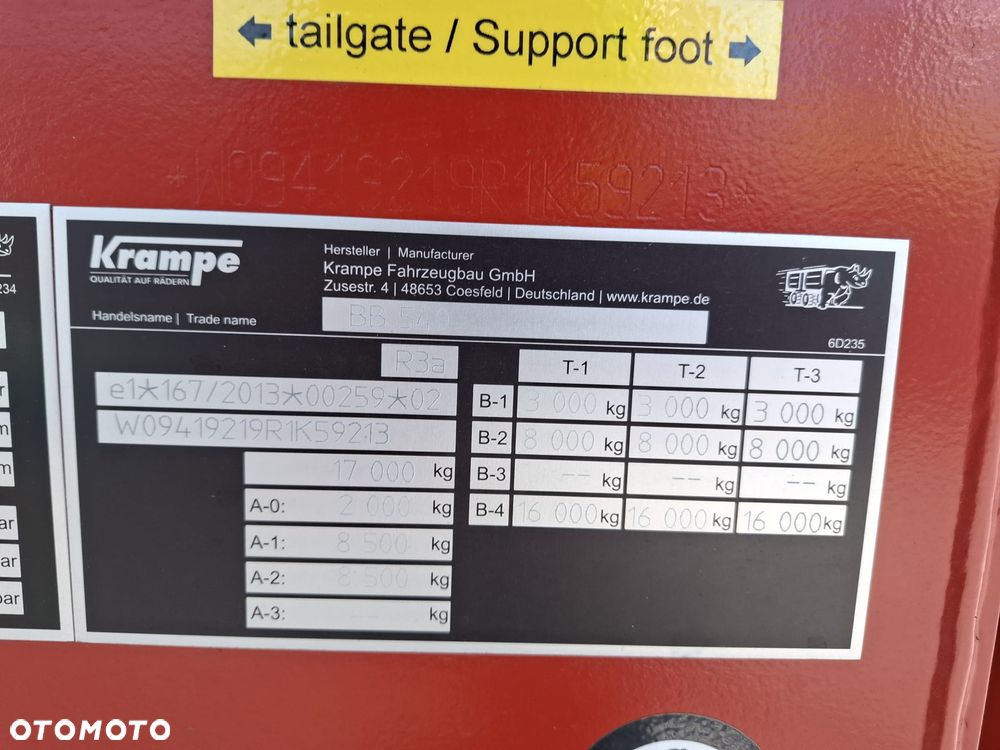 ← tailgate / Support foot →
*W09419219R1K59213*
Krampe
QUALITÄT AUF RÄDERN
Hersteller | Manufacturer
Krampe Fahrzeugbau GmbH
Zusestr. 4 | 48653 Coesfeld | Deutschland | www.krampe.de
Handelsname | Trade name
6D235
234
R3a
e1*167/2013*00259*02
W09419219R1K59213
17 000 kg
A-0: 2 000 kg
A-1: 8 500 kg
A-2: 8 500 kg
A-3: kg
T-1 T-2 T-3
B-1 3 000 kg 3 000 kg 3 000 kg
B-2 8 000 kg 8 000 kg 8 000 kg
B-3 -- kg -- kg -- kg
B-4 16 000 kg 16 000 kg 16 000 kg
ar
ar
bar
OTOMOTO